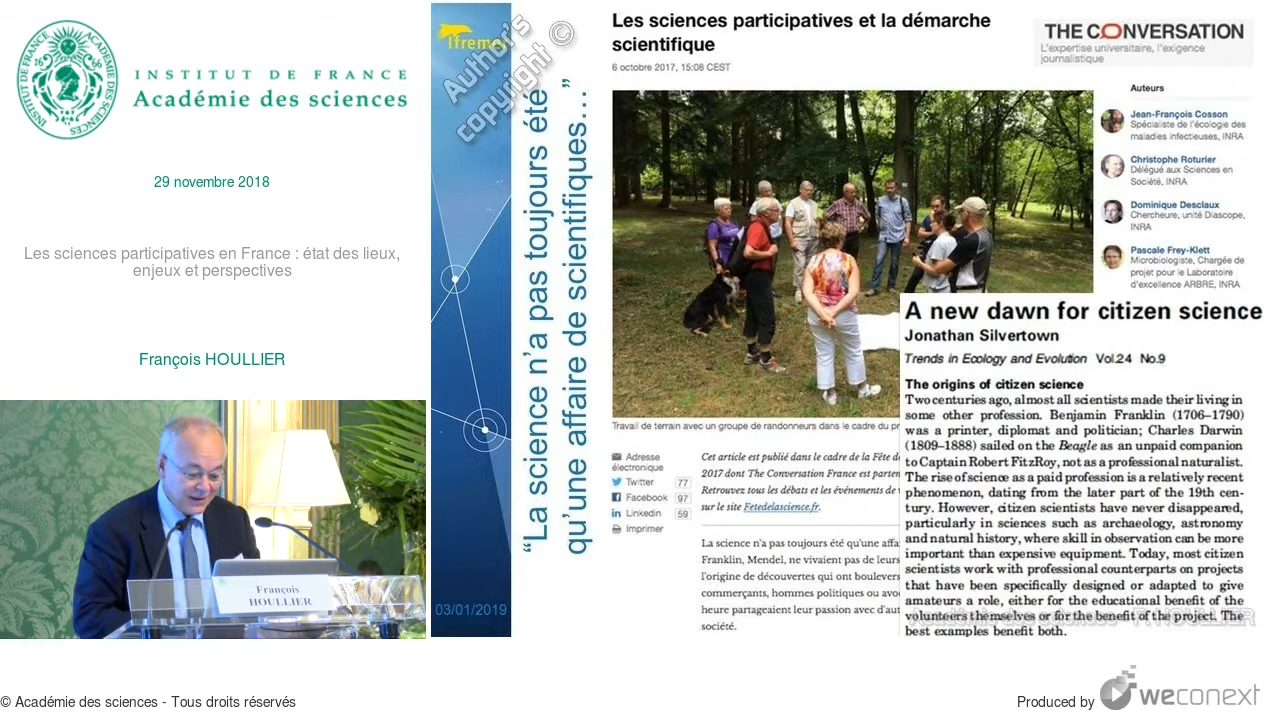 INSTITUT DE FRANCE
Académie des sciences
29 novembre 2018
Les sciences participatives en France : état des lieux,
enjeux et perspectives
François HOULLIER
François
HOULLIER
© Académie des sciences - Tous droits réservés
Ifremer
Author's
copyright ©
03/01/2019
“La science n’a pas toujours été
qu’une affaire de scientifiques…”
Les sciences participatives et la démarche
scientifique
6 octobre 2017, 15:08 CEST
THE CONVERSATION
L'expertise universitaire, l'exigence
journalistique
Auteurs
Jean-François Cosson
Spécialiste de l'écologie des
maladies infectieuses, INRA
Christophe Roturier
Délégué aux Sciences en
Société, INRA
Dominique Desclaux
Chercheure, unité Diascope,
INRA
Pascale Frey-Klett
Microbiologiste, Chargée de
projet pour le Laboratoire
d'excellence ARBRE, INRA
Travail de terrain avec un groupe de randonneurs dans le cadre du
Adresse
électronique
Twitter 77
Facebook 97
Linkedin 59
Imprimer
Cet article est publié dans le cadre de la Fête de
2017 dont The Conversation France est
Retrouvez tous les débats et les événements de
sur le site Fetedelascience.fr.
La science n'a pas toujours été qu'une
Franklin, Mendel, ne vivaient pas de leurs
l'origine de découvertes qui ont
commerçants, hommes politiques ou
heure partageaient leur passion avec
société.
A new dawn for citizen science
Jonathan Silvertown
Trends in Ecology and Evolution Vol.24 No.9
The origins of citizen science
Two centuries ago, almost all scientists made their living in
some other profession. Benjamin Franklin (1706–1790)
was a printer, diplomat and politician; Charles Darwin
(1809–1888) sailed on the Beagle as an unpaid companion
to Captain Robert FitzRoy, not as a professional naturalist.
The rise of science as a paid profession is a relatively recent
phenomenon, dating from the later part of the 19th cen-
tury. However, citizen scientists have never disappeared,
particularly in sciences such as archaeology, astronomy
and natural history, where skill in observation can be more
important than expensive equipment. Today, most citizen
scientists work with professional counterparts on projects
that have been specifically designed or adapted to give
amateurs a role, either for the educational benefit of the
volunteers themselves or for the benefit of the project. The
best examples benefit both.
Produced by weconext